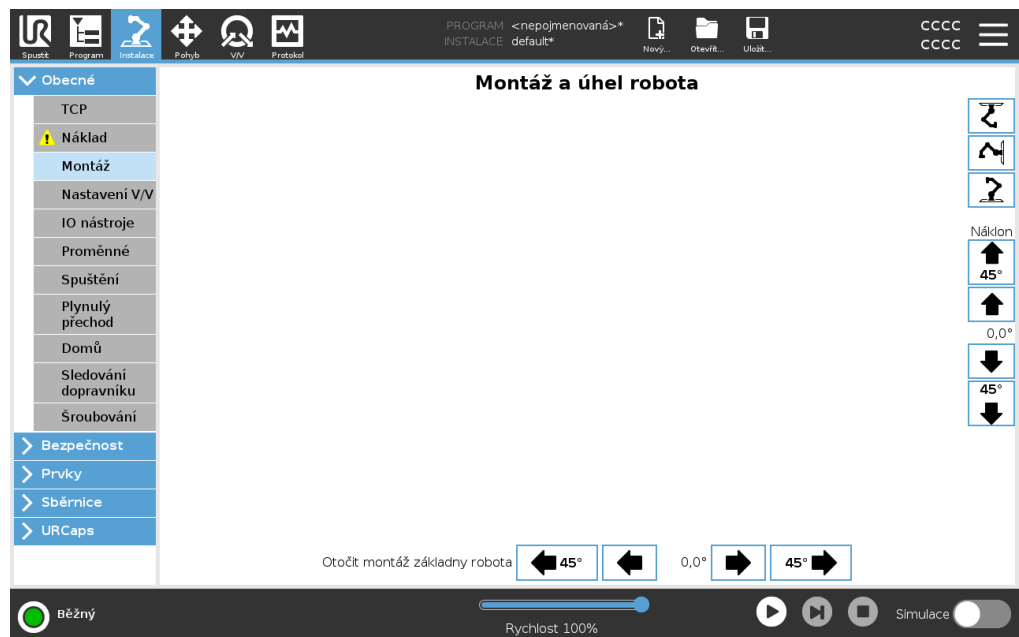 PROGRAM <nepojmenovaná>*
INSTALACE default*
cccc
cccc
Spustit Program Instalace Pohyb V/V Protokol Nový... Otevřít... Uložit...
Obecné
TCP
Náklad
Montáž
Nastavení V/V
IO nástroje
Proměnné
Spuštění
Plynulý
přechod
Domů
Sledování
dopravníku
Šroubování
Bezpečnost
Prvky
Sběrnice
URCaps
Montáž a úhel robota
Náklon
45°
0,0°
45°
Otočit montáž základny robota 45° 0,0° 45°
Běžný
Rychlost 100%
Simulace